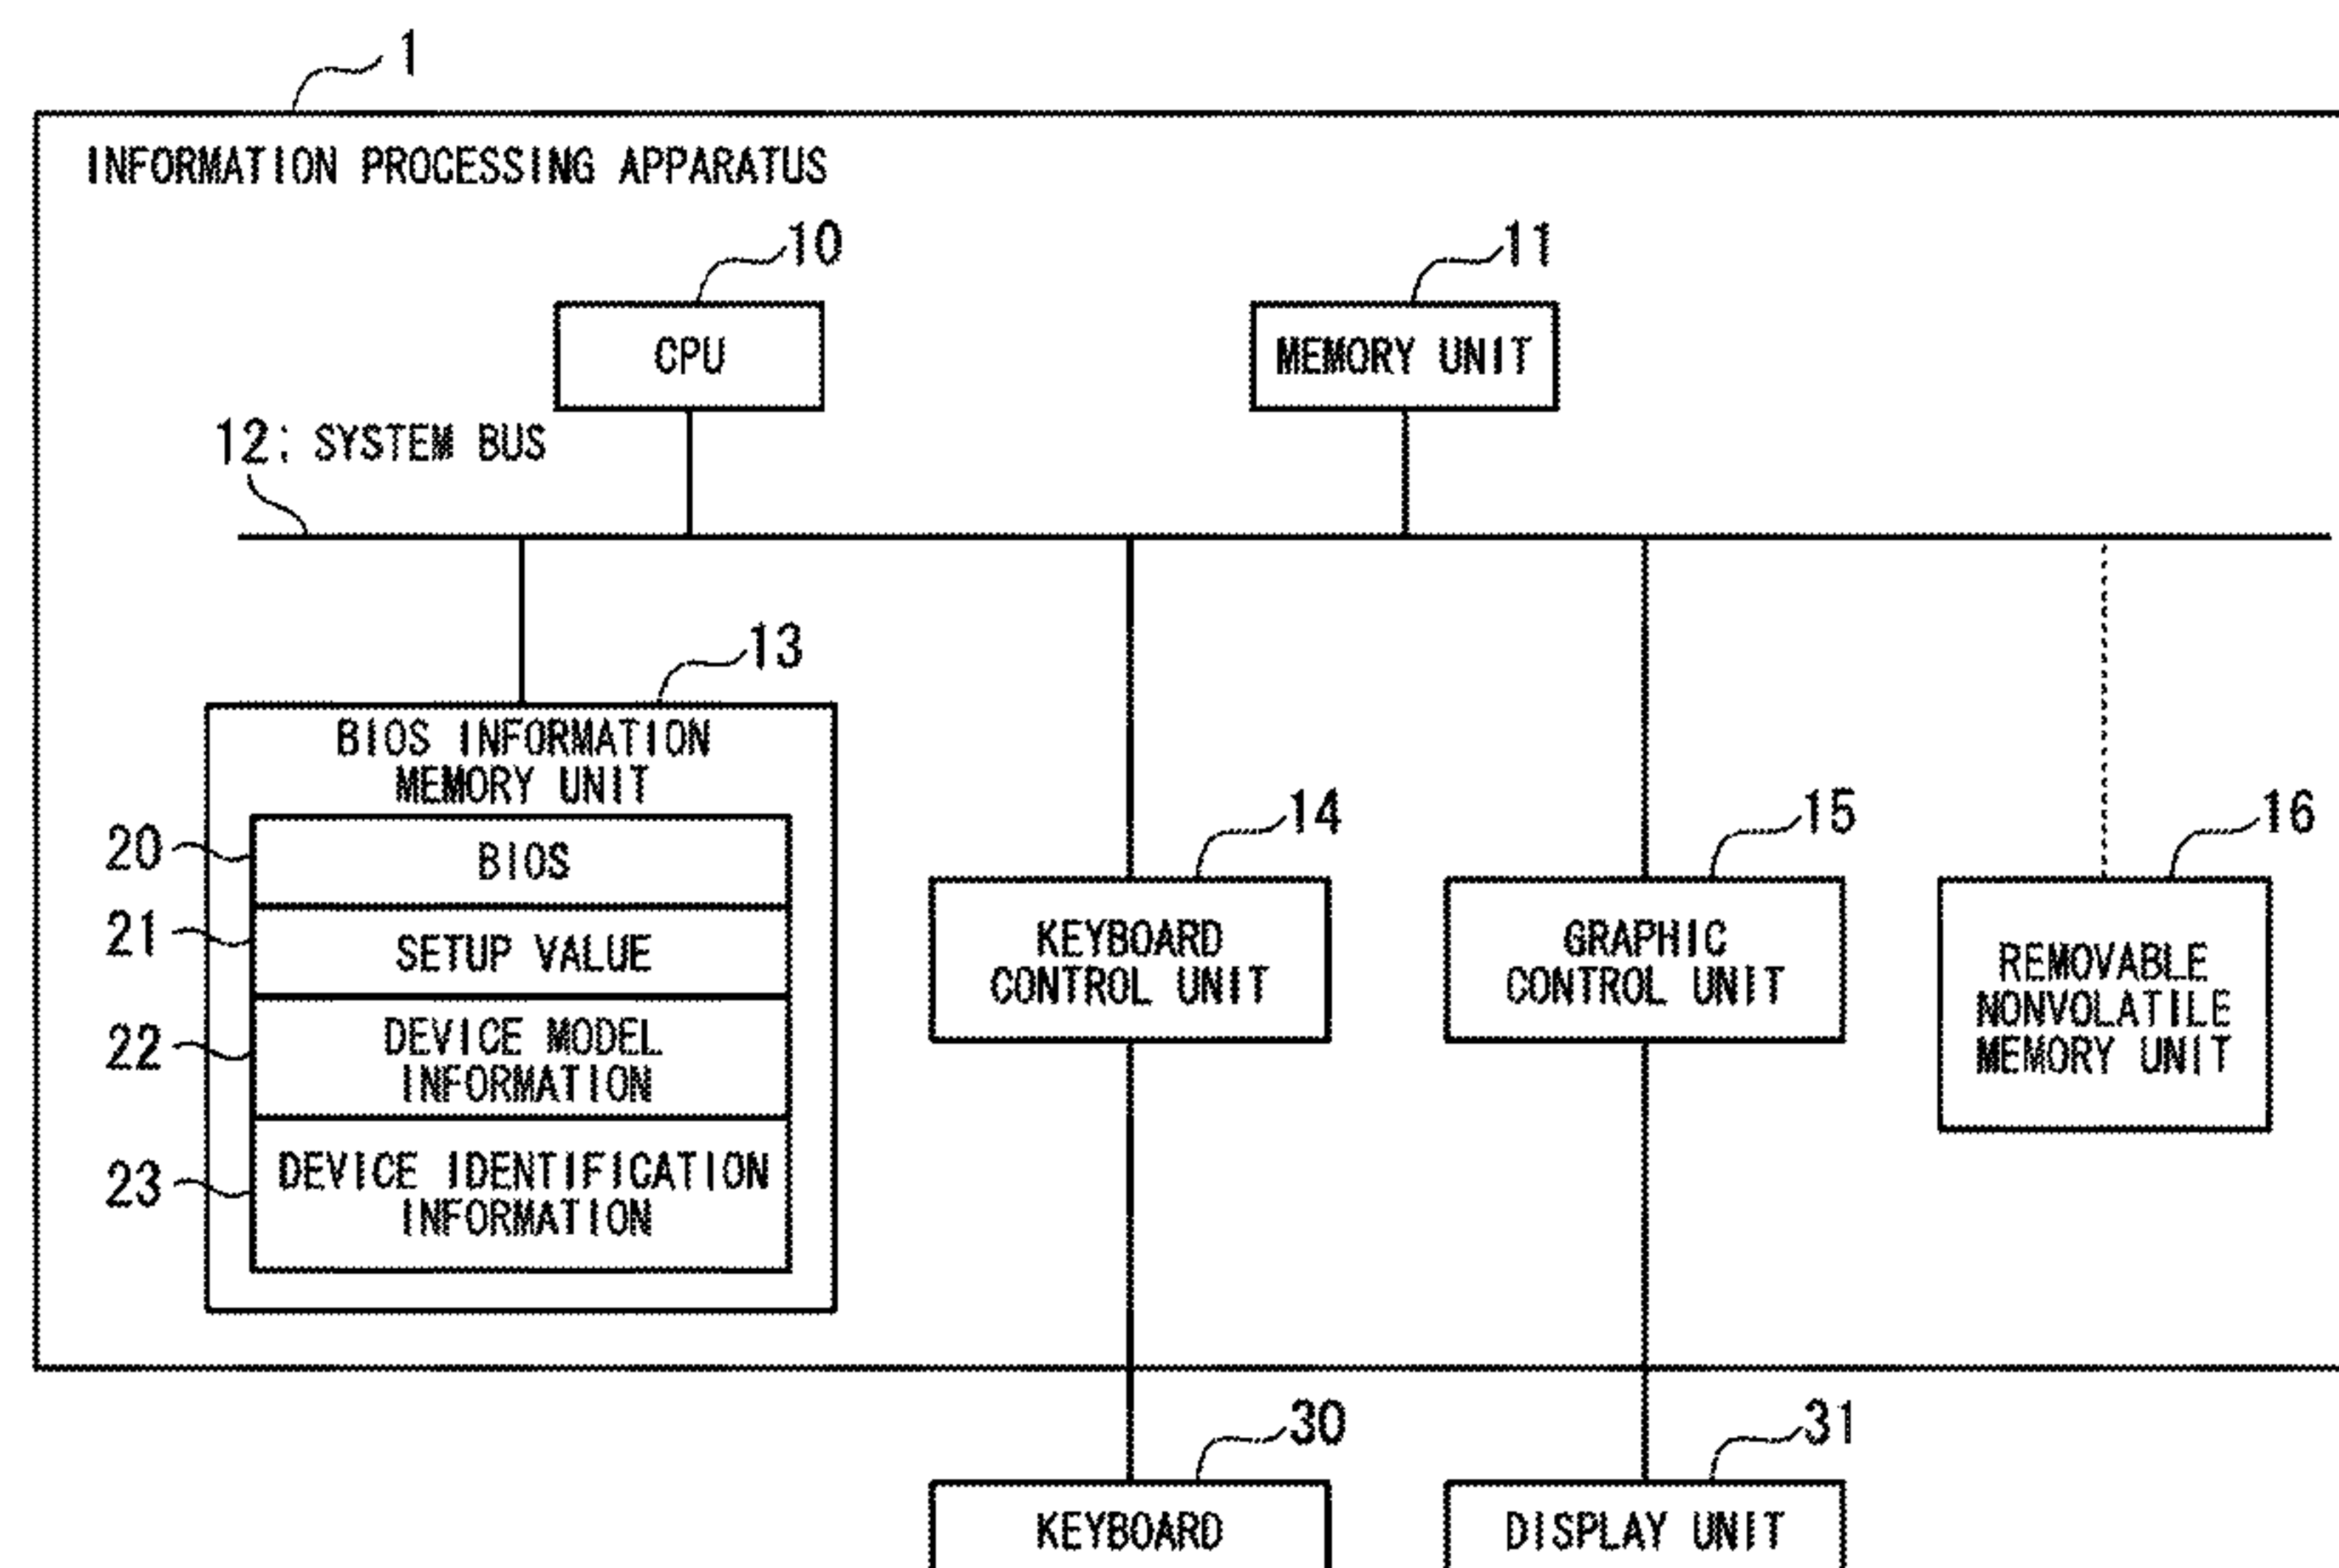 1
INFORMATION PROCESSING APPARATUS
10
11
CPU
MEMORY UNIT
12: SYSTEM BUS
13
BIOS INFORMATION
MEMORY UNIT
14
15
16
20
BIOS
21
SETUP VALUE
KEYBOARD
CONTROL UNIT
GRAPHIC
CONTROL UNIT
REMOVABLE
NONVOLATILE
MEMORY UNIT
22
DEVICE MODEL
INFORMATION
23
DEVICE IDENTIFICATION
INFORMATION
30
31
KEYBOARD
DISPLAY UNIT